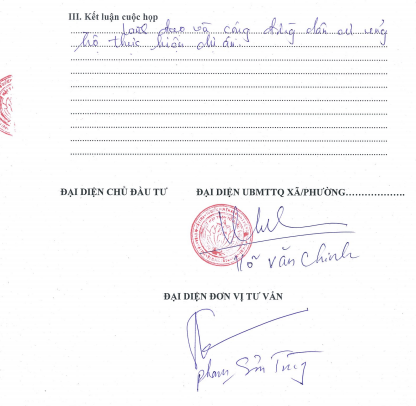 III. Kết luận cuộc họp
Lãnh đạo và cộng đồng dân cư ủng
hộ thực hiện dự án.
ĐẠI DIỆN CHỦ ĐẦU TƯ ĐẠI DIỆN UBMTTQ XÃ/PHƯỜNG………………
Hồ Văn Chinh
ĐẠI DIỆN ĐƠN VỊ TƯ VẤN
Phạm Sơn Tùng